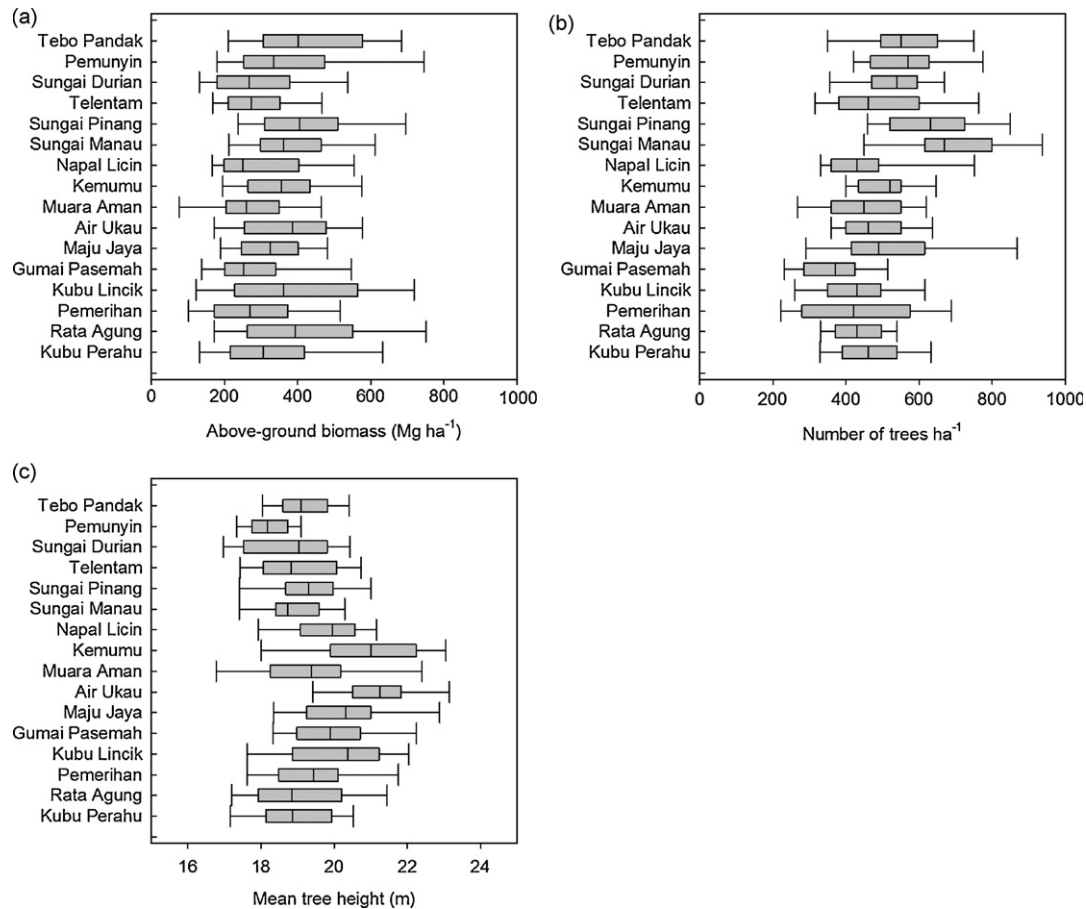 (a)
Tebo Pandak
Pemunyin
Sungai Durian
Telentam
Sungai Pinang
Sungai Manau
Napal Licin
Kemumu
Muara Aman
Air Ukau
Maju Jaya
Gumai Pasemah
Kubu Lincik
Pemerihan
Rata Agung
Kubu Perahu
0 200 400 600 800 1000
Above-ground biomass (Mg ha⁻¹)
(b)
Tebo Pandak
Pemunyin
Sungai Durian
Telentam
Sungai Pinang
Sungai Manau
Napal Licin
Kemumu
Muara Aman
Air Ukau
Maju Jaya
Gumai Pasemah
Kubu Lincik
Pemerihan
Rata Agung
Kubu Perahu
0 200 400 600 800 1000
Number of trees ha⁻¹
(c)
Tebo Pandak
Pemunyin
Sungai Durian
Telentam
Sungai Pinang
Sungai Manau
Napal Licin
Kemumu
Muara Aman
Air Ukau
Maju Jaya
Gumai Pasemah
Kubu Lincik
Pemerihan
Rata Agung
Kubu Perahu
16 18 20 22 24
Mean tree height (m)